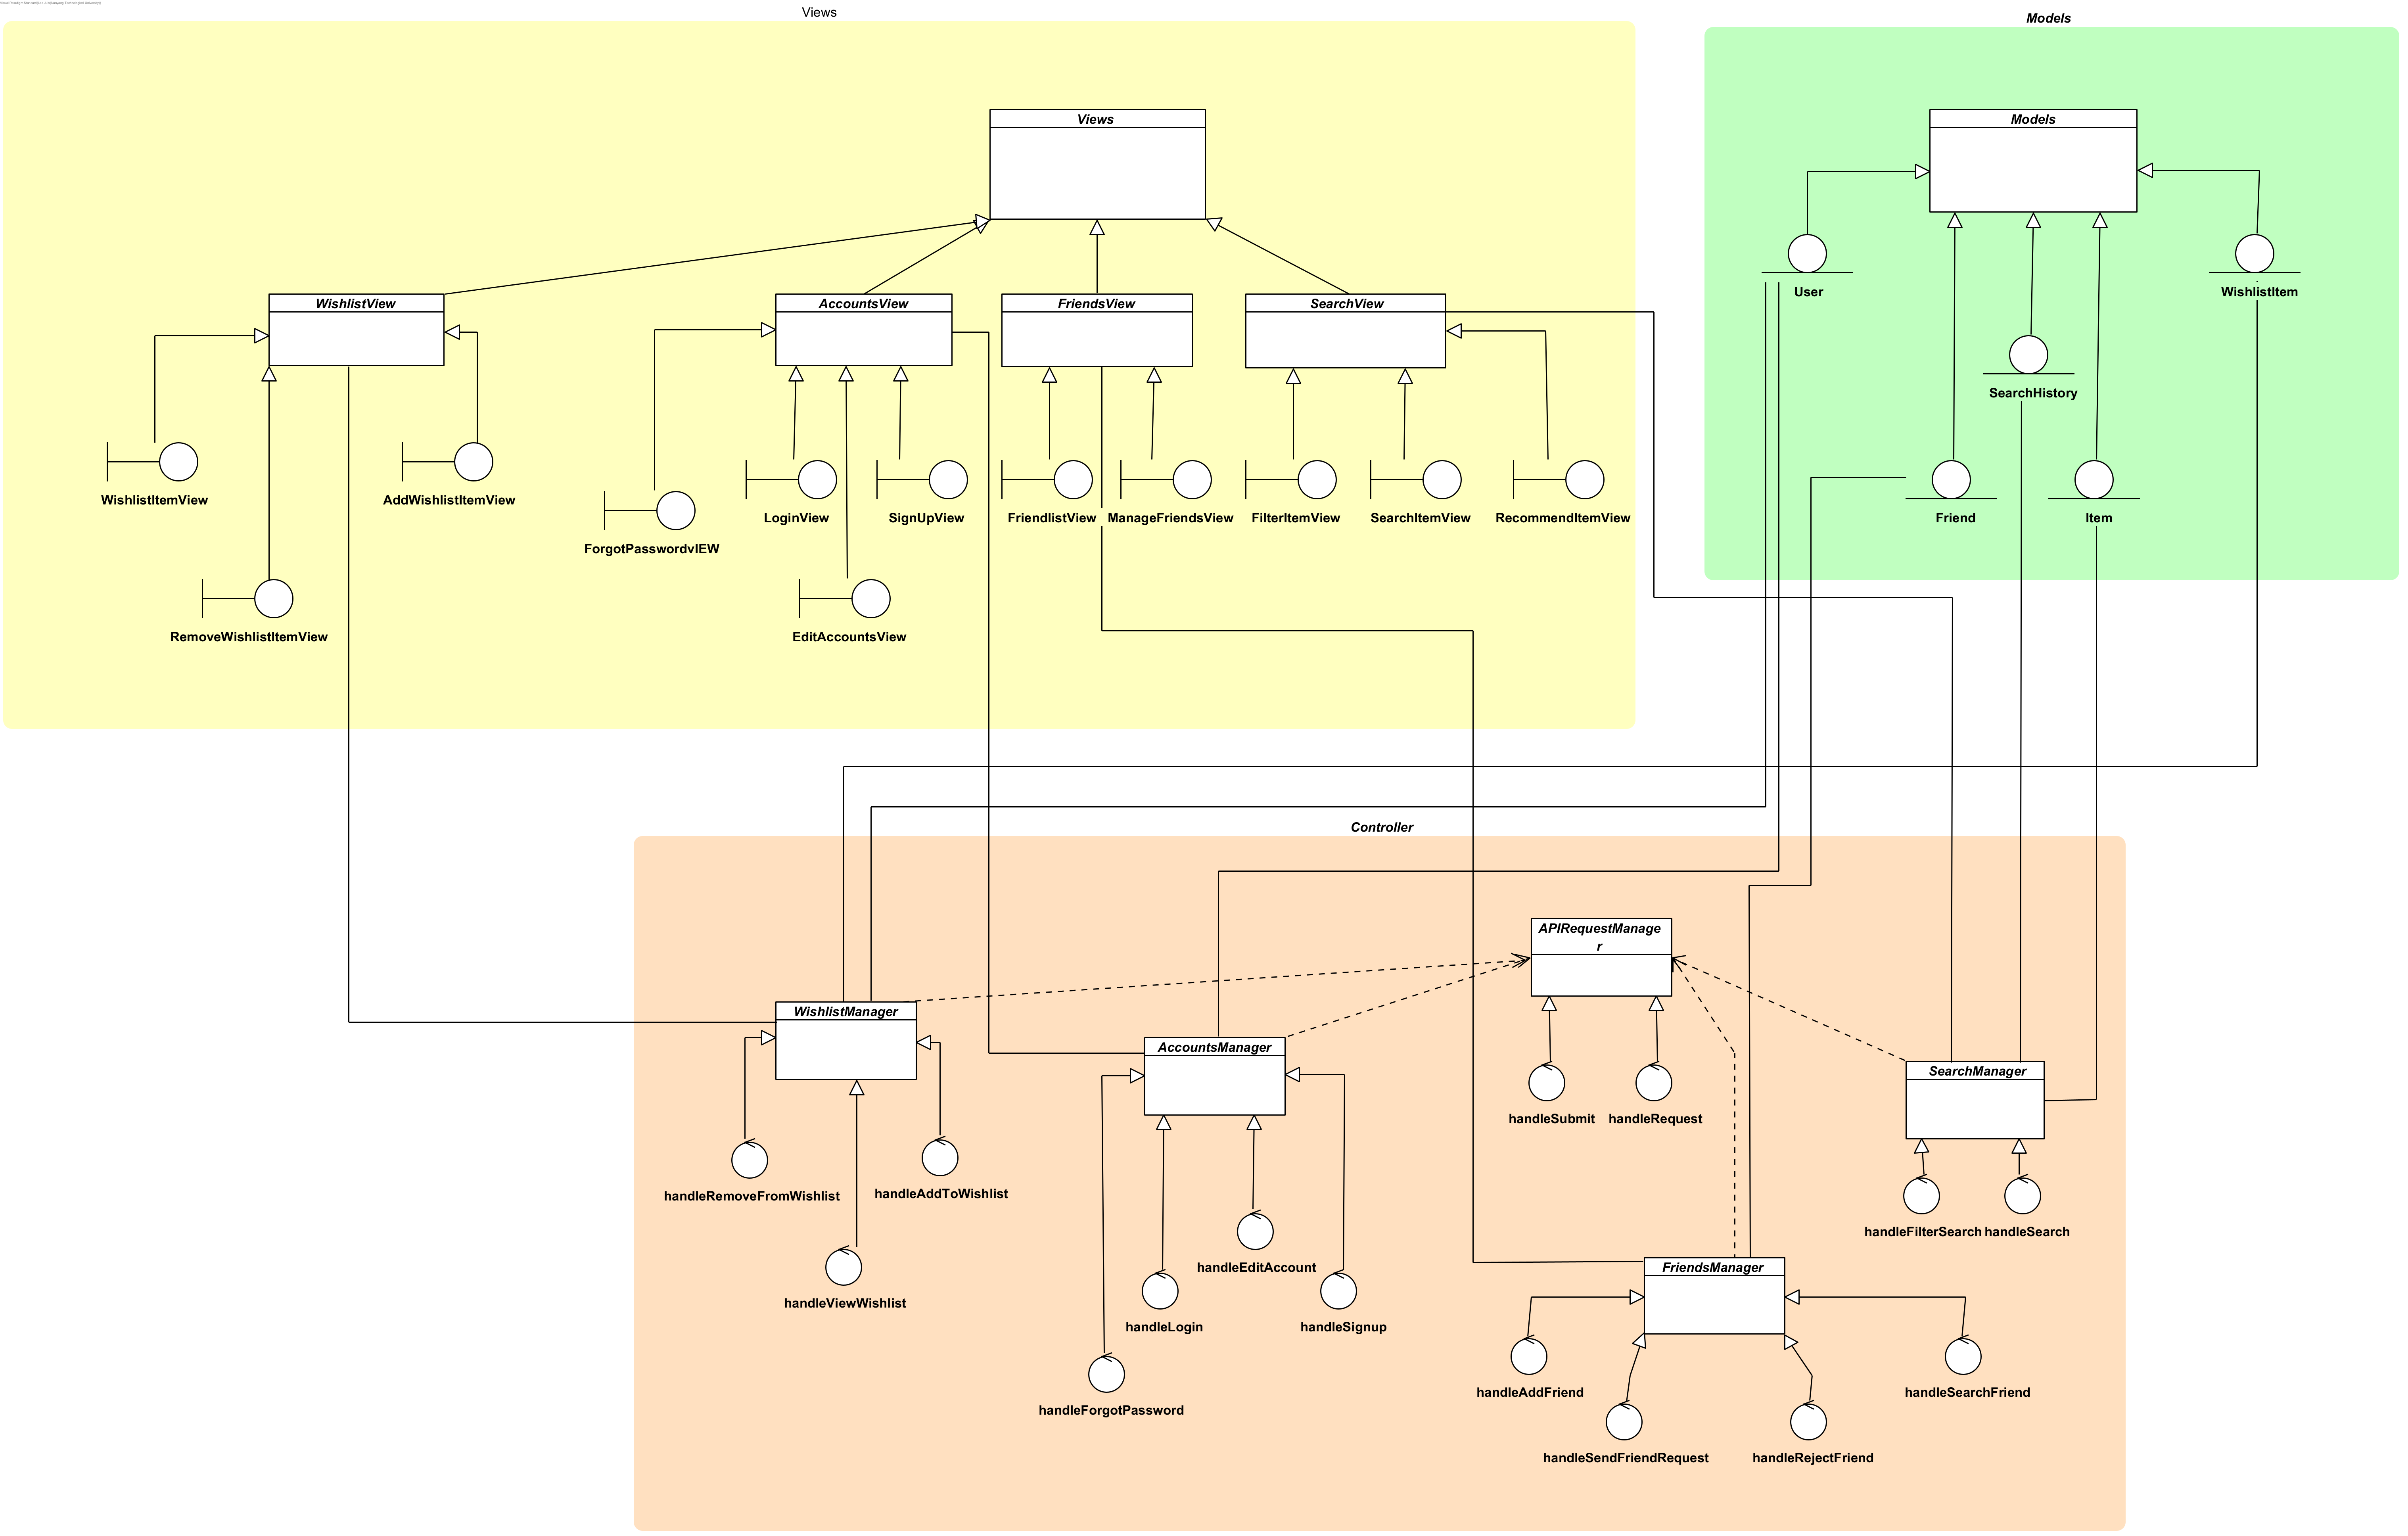 Views
Models
Views
Models
WishlistView
AccountsView
FriendsView
SearchView
User
WishlistItem
SearchHistory
WishlistItemView
AddWishlistItemView
LoginView
SignUpView
FriendlistView
ManageFriendsView
FilterItemView
SearchItemView
RecommendItemView
Friend
Item
ForgotPasswordvIEW
RemoveWishlistItemView
EditAccountsView
Controller
APIRequestManage
r
WishlistManager
AccountsManager
SearchManager
handleSubmit
handleRequest
handleRemoveFromWishlist
handleAddToWishlist
handleFilterSearch
handleSearch
handleEditAccount
FriendsManager
handleViewWishlist
handleLogin
handleSignup
handleAddFriend
handleSearchFriend
handleForgotPassword
handleSendFriendRequest
handleRejectFriend